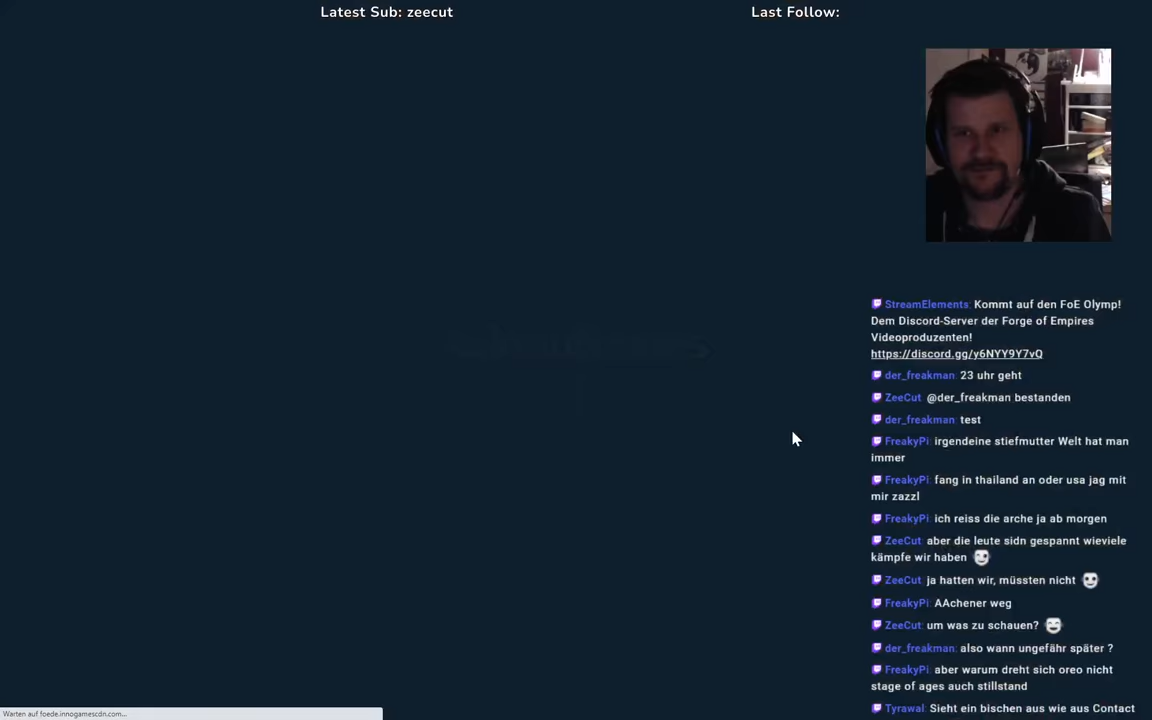 Latest Sub: zeecut
Last Follow:
StreamElements: Kommt auf den FoE Olymp!
Dem Discord-Server der Forge of Empires
Videoproduzenten!
https://discord.gg/y6NYY9Y7vQ
der_freakman: 23 uhr geht
ZeeCut: @der_freakman bestanden
der_freakman: test
FreakyPi: irgendeine stiefmutter Welt hat man
immer
FreakyPi: fang in thailand an oder usa jag mit
mir zazzl
FreakyPi: ich reiss die arche ja ab morgen
ZeeCut: aber die leute sidn gespannt wieviele
kämpfe wir haben
ZeeCut: ja hatten wir, müssten nicht
FreakyPi: AAchener weg
ZeeCut: um was zu schauen?
der_freakman: also wann ungefähr später ?
FreakyPi: aber warum dreht sich oreo nicht
stage of ages auch stillstand
Tyrawal: Sieht ein bischen aus wie aus Contact
Warten auf foede.innogamescdn.com...